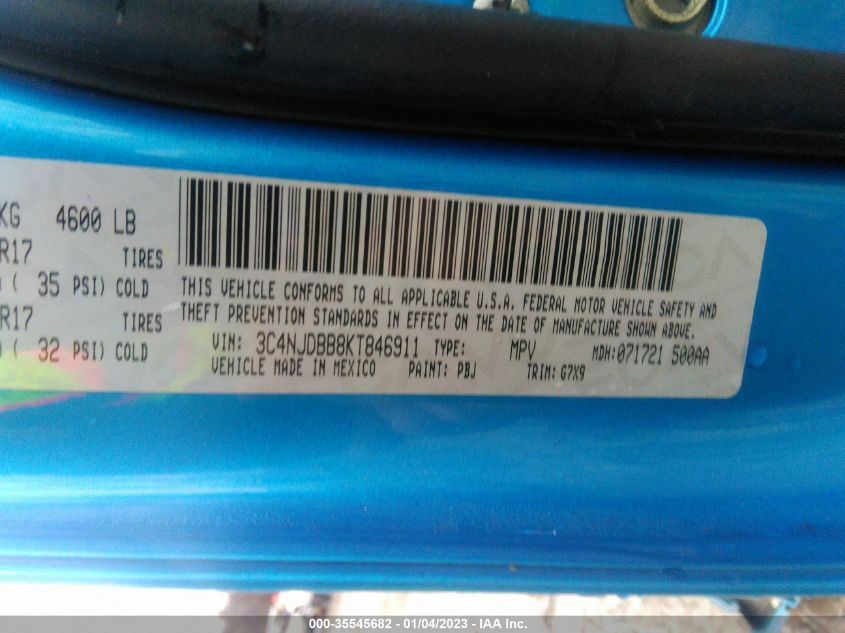 KG 4600 LB
R17 TIRES
( 35 PSI) COLD
R17 TIRES
( 32 PSI) COLD
THIS VEHICLE CONFORMS TO ALL APPLICABLE U.S.A. FEDERAL MOTOR VEHICLE SAFETY AND
THEFT PREVENTION STANDARDS IN EFFECT ON THE DATE OF MANUFACTURE SHOWN ABOVE.
VIN: 3C4NJDBB8KT846911 TYPE: MPV MDH:071721 500AA
VEHICLE MADE IN MEXICO PAINT: PBJ TRIM: G7X9
000-35545682 - 01/04/2023 - IAA Inc.